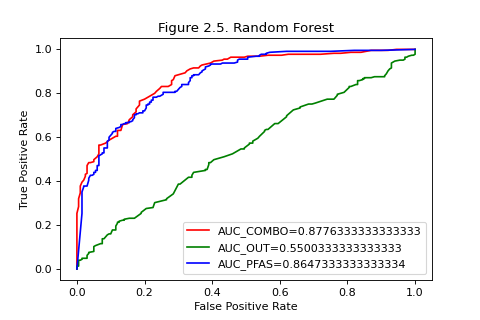 Figure 2.5. Random Forest
1.0
0.8
0.6
0.4
0.2
0.0
True Positive Rate
AUC_COMBO=0.8776333333333333
AUC_OUT=0.5500333333333333
AUC_PFAS=0.8647333333333334
0.0 0.2 0.4 0.6 0.8 1.0
False Positive Rate